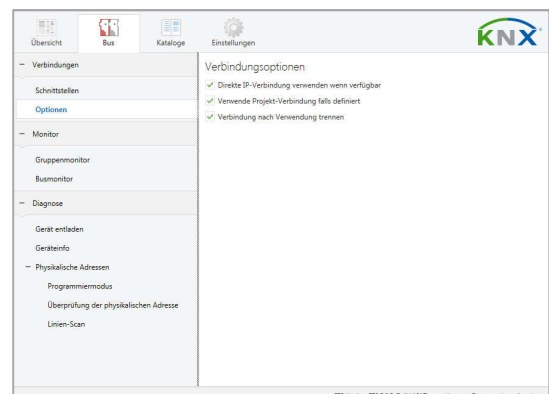 Übersicht
Bus
Kataloge
Einstellungen
KNX
Verbindungen
Schnittstellen
Optionen
Monitor
Gruppenmonitor
Busmonitor
Diagnose
Gerät entladen
Geräteinfo
Physikalische Adressen
Programmiermodus
Überprüfung der physikalischen Adresse
Linien-Scan
Verbindungsoptionen
Direkte IP-Verbindung verwenden wenn verfügbar
Verwende Projekt-Verbindung falls definiert
Verbindung nach Verwendung trennen